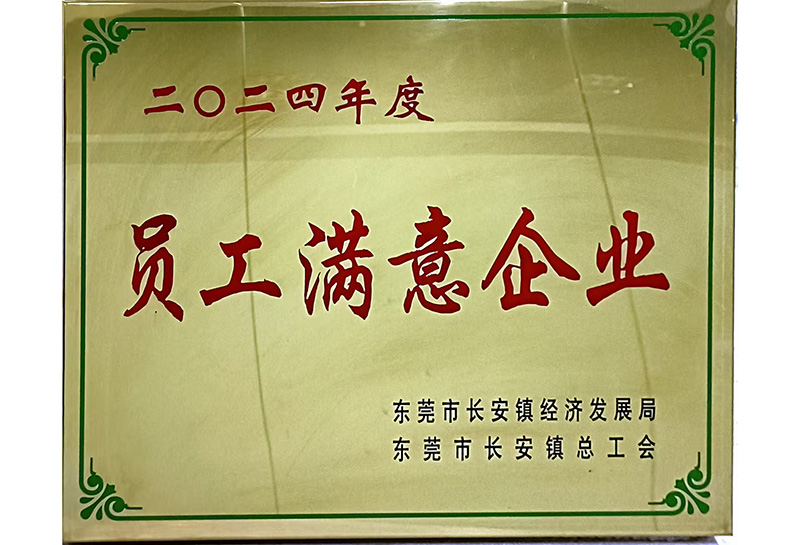 二〇二四年度
员工满意企业
东莞市长安镇经济发展局
东莞市长安镇总工会